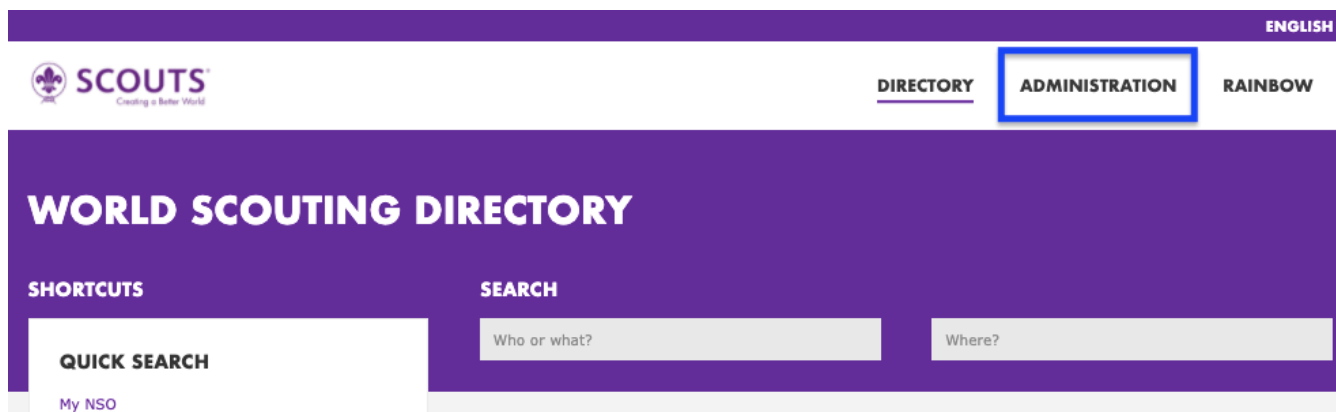 ENGLISH
SCOUTS
Creating a Better World
DIRECTORY ADMINISTRATION RAINBOW
WORLD SCOUTING DIRECTORY
SHORTCUTS
SEARCH
Who or what? Where?
QUICK SEARCH
My NSO